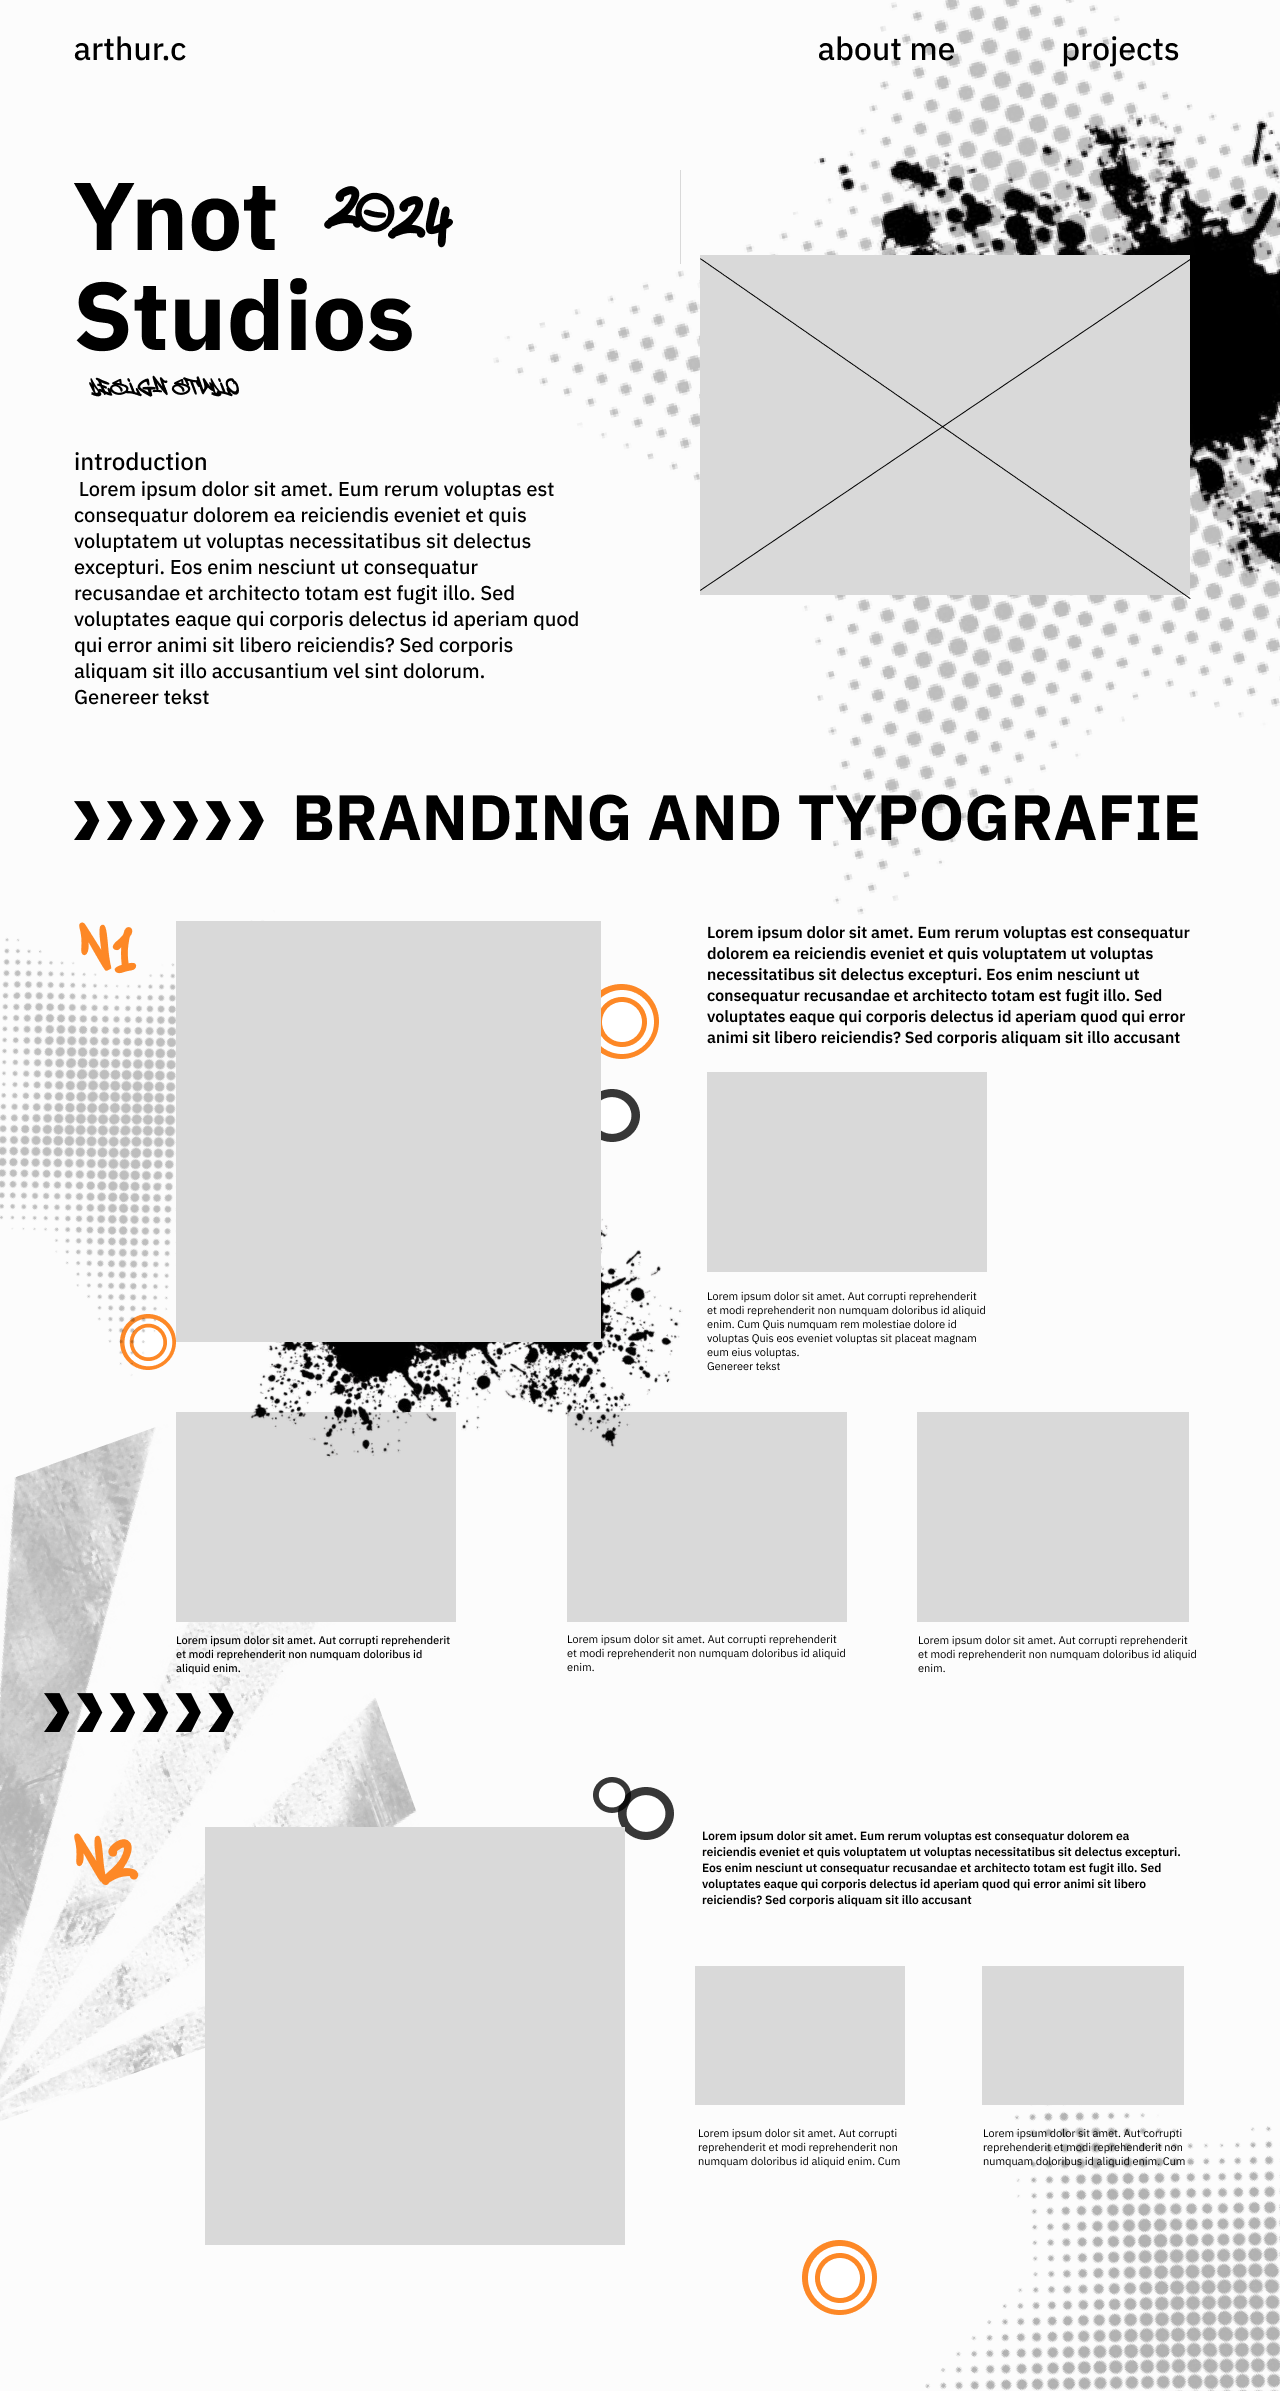 arthur.c
about me
projects
Ynot
2024
Studios
DESIGN STUDIO
introduction
Lorem ipsum dolor sit amet. Eum rerum voluptas est
consequatur dolorem ea reiciendis eveniet et quis
voluptatem ut voluptas necessitatibus sit delectus
excepturi. Eos enim nesciunt ut consequatur
recusandae et architecto totam est fugit illo. Sed
voluptates eaque qui corporis delectus id aperiam quod
qui error animi sit libero reiciendis? Sed corporis
aliquam sit illo accusantium vel sint dolorum.
Genereer tekst
BRANDING AND TYPOGRAFIE
N1
Lorem ipsum dolor sit amet. Eum rerum voluptas est consequatur
dolorem ea reiciendis eveniet et quis voluptatem ut voluptas
necessitatibus sit delectus excepturi. Eos enim nesciunt ut
consequatur recusandae et architecto totam est fugit illo. Sed
voluptates eaque qui corporis delectus id aperiam quod qui error
animi sit libero reiciendis? Sed corporis aliquam sit illo accusant
Lorem ipsum dolor sit amet. Aut corrupti reprehenderit
et modi reprehenderit non numquam doloribus id aliquid
enim. Cum Quis numquam rem molestiae dolore id
voluptas Quis eos eveniet voluptas sit placeat magnam
eum eius voluptas.
Genereer tekst
Lorem ipsum dolor sit amet. Aut corrupti reprehenderit
et modi reprehenderit non numquam doloribus id
aliquid enim.
Lorem ipsum dolor sit amet. Aut corrupti reprehenderit
et modi reprehenderit non numquam doloribus id aliquid
enim.
Lorem ipsum dolor sit amet. Aut corrupti reprehenderit
et modi reprehenderit non numquam doloribus id aliquid
enim.
N2
Lorem ipsum dolor sit amet. Eum rerum voluptas est consequatur dolorem ea
reiciendis eveniet et quis voluptatem ut voluptas necessitatibus sit delectus excepturi.
Eos enim nesciunt ut consequatur recusandae et architecto totam est fugit illo. Sed
voluptates eaque qui corporis delectus id aperiam quod qui error animi sit libero
reiciendis? Sed corporis aliquam sit illo accusant
Lorem ipsum dolor sit amet. Aut corrupti
reprehenderit et modi reprehenderit non
numquam doloribus id aliquid enim. Cum
Lorem ipsum dolor sit amet. Aut corrupti
reprehenderit et modi reprehenderit non
numquam doloribus id aliquid enim. Cum